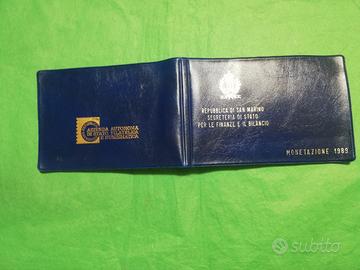 AZIENDA AUTONOMA
DI STATO FILATELICA
E NUMISMATICA
REPUBBLICA DI SAN MARINO
SEGRETERIA DI STATO
PER LE FINANZE E IL BILANCIO
MONETAZIONE 1989
subito